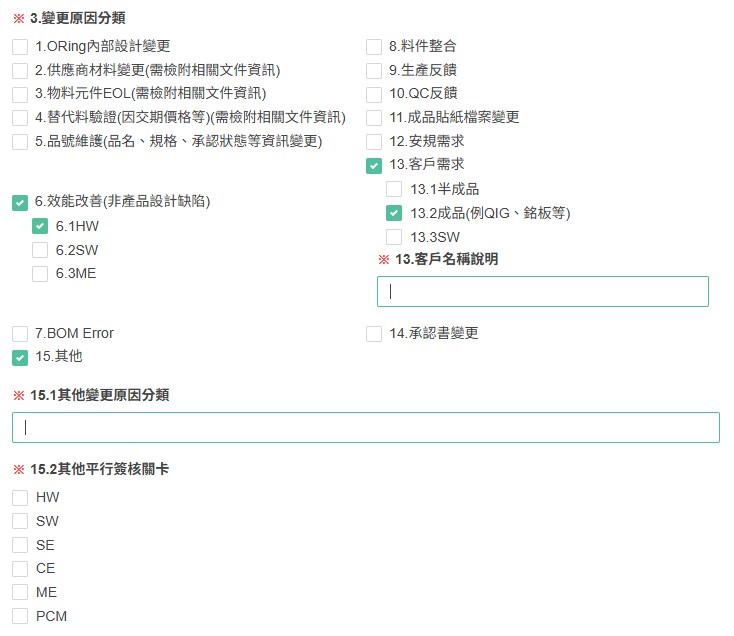 ※ 3.變更原因分類
1.ORing內部設計變更
2.供應商材料變更(需檢附相關文件資訊)
3.物料元件EOL(需檢附相關文件資訊)
4.替代料驗證(因交期價格等)(需檢附相關文件資訊)
5.品號維護(品名、規格、承認狀態等資訊變更)
6.效能改善(非產品設計缺陷)
6.1HW
6.2SW
6.3ME
8.料件整合
9.生產反饋
10.QC反饋
11.成品貼紙檔案變更
12.安規需求
13.客戶需求
13.1半成品
13.2成品(例QIG、銘板等)
13.3SW
※ 13.客戶名稱說明
7.BOM Error
14.承認書變更
15.其他
※ 15.1其他變更原因分類
※ 15.2其他平行簽核關卡
HW
SW
SE
CE
ME
PCM